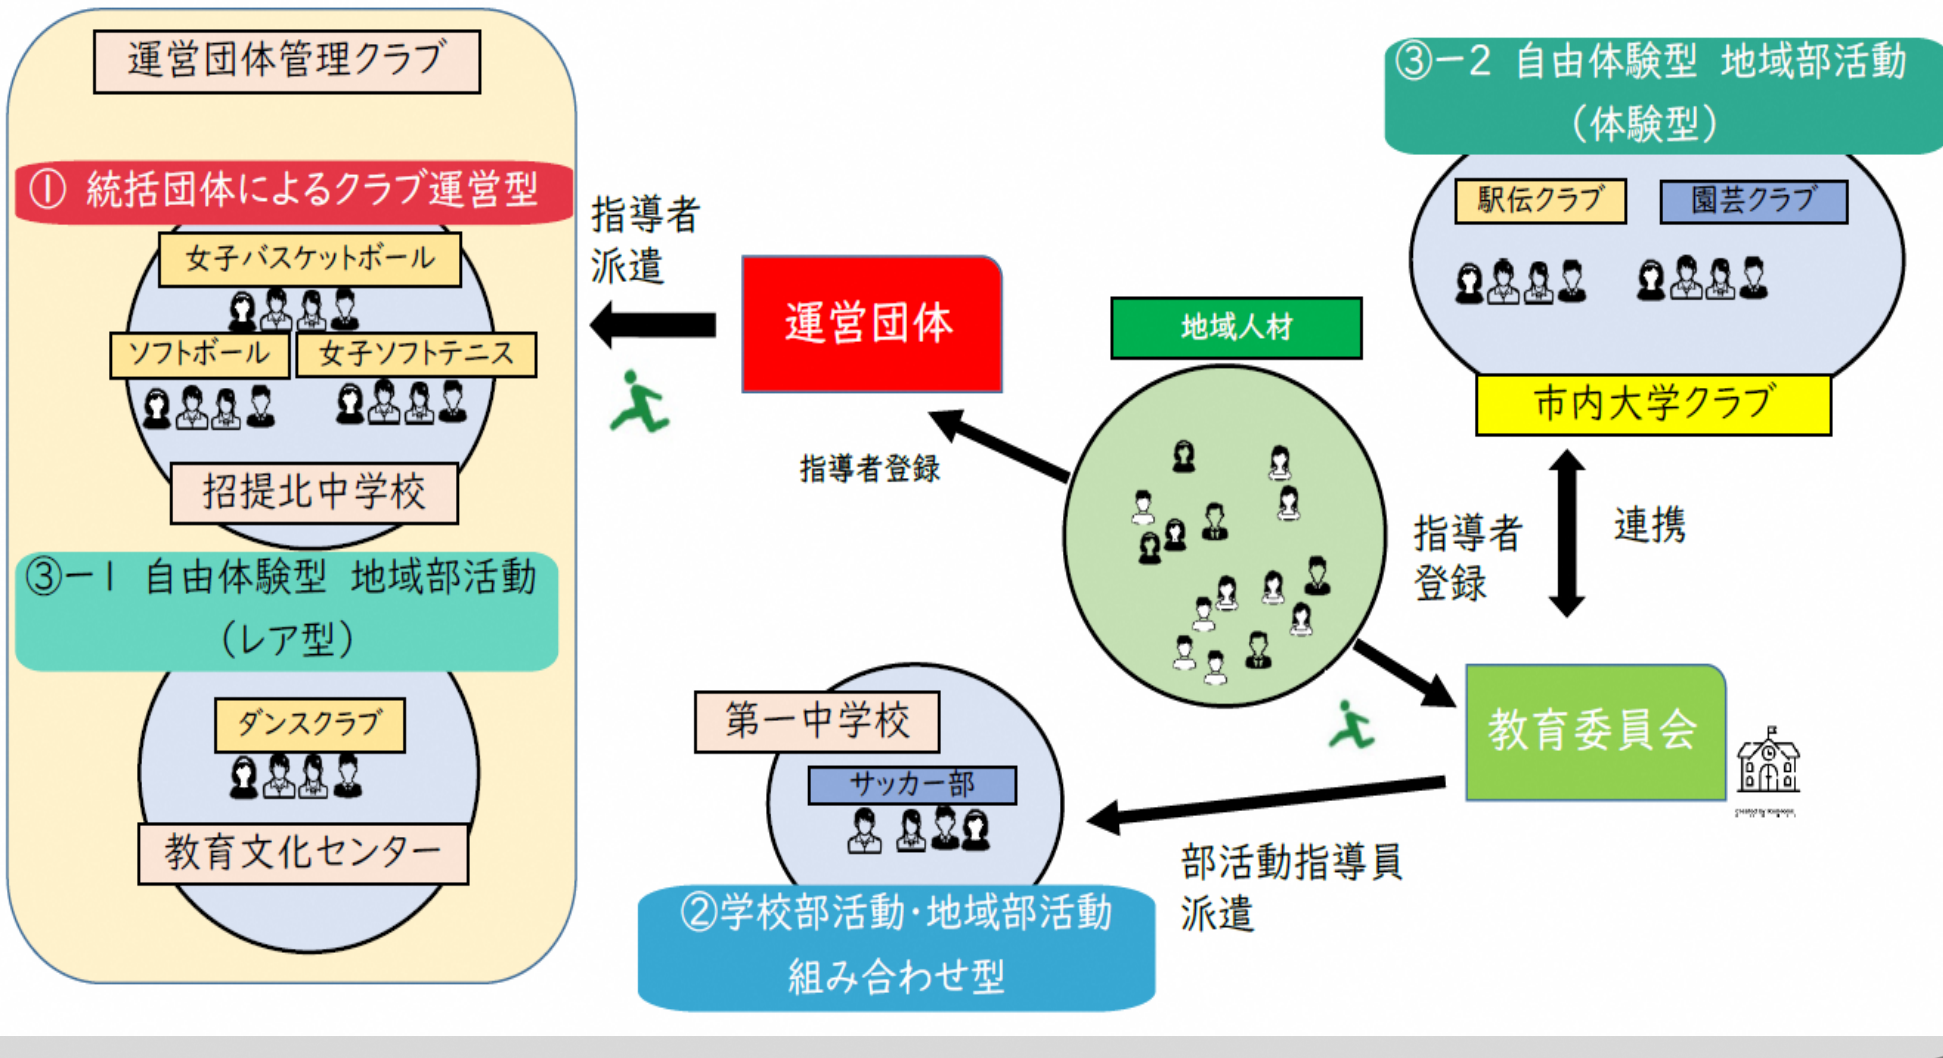 運営団体管理クラブ
① 統括団体によるクラブ運営型
女子バスケットボール
ソフトボール
女子ソフトテニス
招提北中学校
③ー1 自由体験型 地域部活動
（レア型）
ダンスクラブ
教育文化センター
指導者
派遣
運営団体
指導者登録
地域人材
③ー2 自由体験型 地域部活動
（体験型）
駅伝クラブ
園芸クラブ
市内大学クラブ
指導者
登録
連携
教育委員会
第一中学校
サッカー部
②学校部活動・地域部活動
組み合わせ型
部活動指導員
派遣